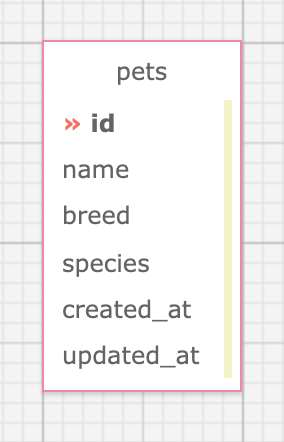 pets
» id
name
breed
species
created_at
updated_at